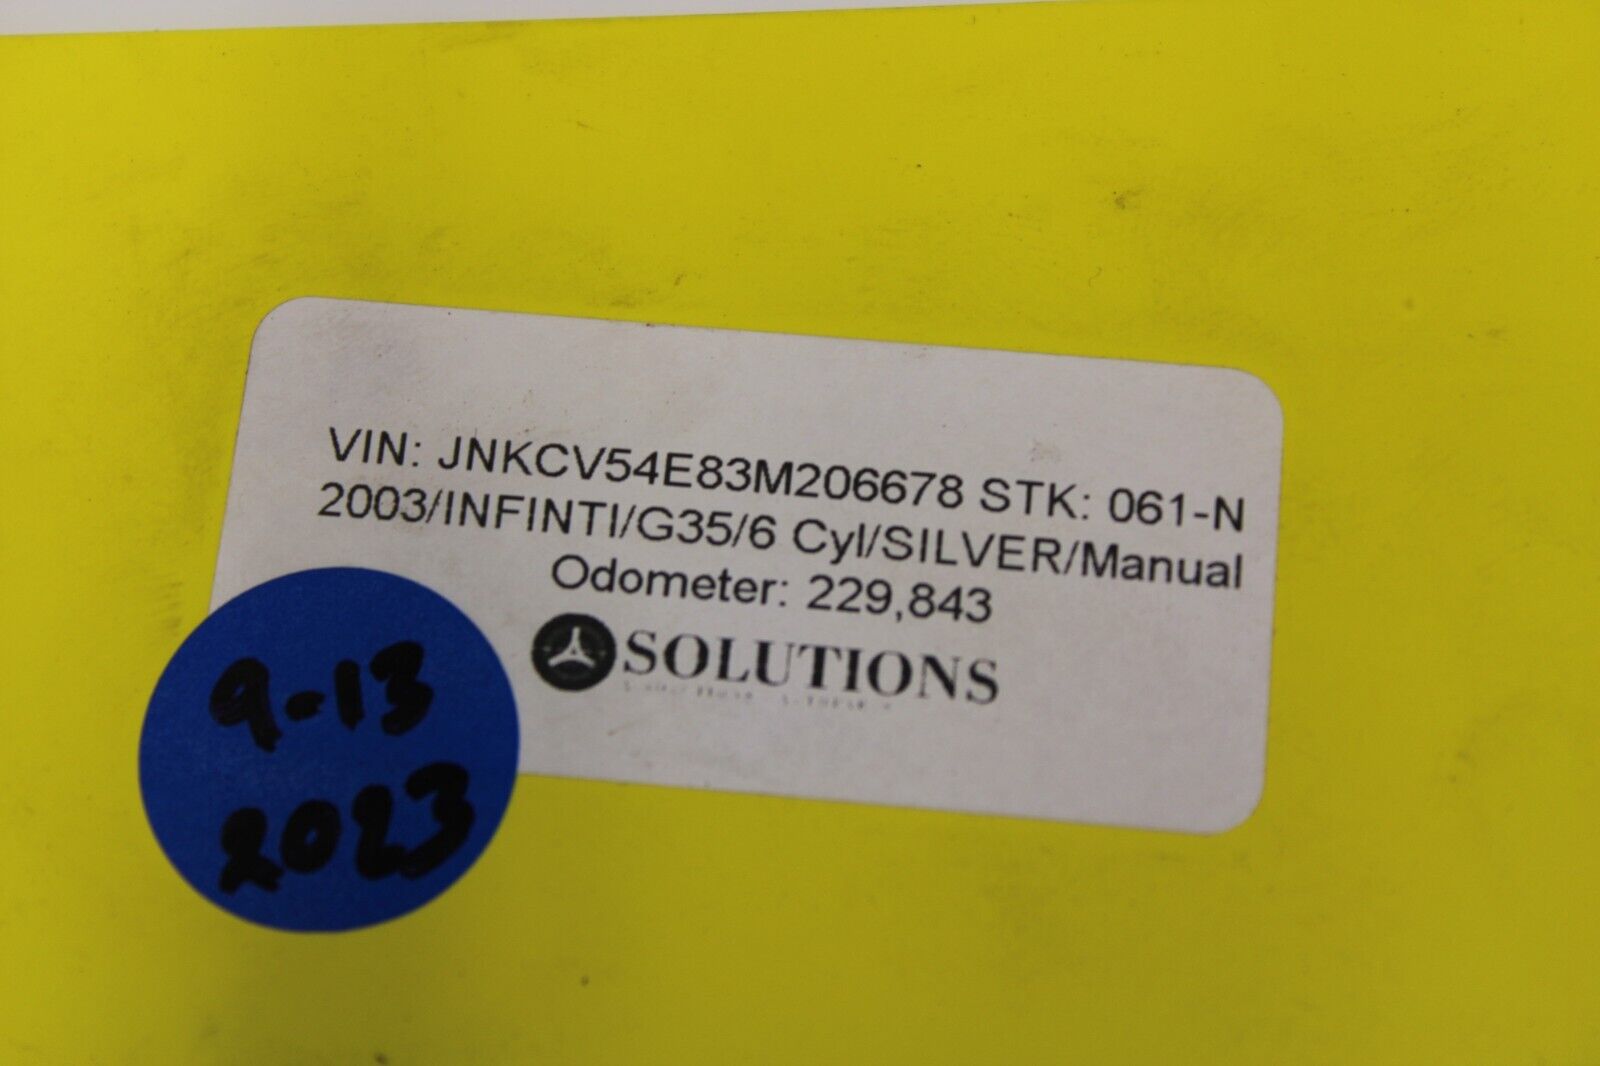 VIN: JNKCV54E83M206678 STK: 061-N
2003/INFINTI/G35/6 Cyl/SILVER/Manual
Odometer: 229,843
SOLUTIONS
9-13
2023